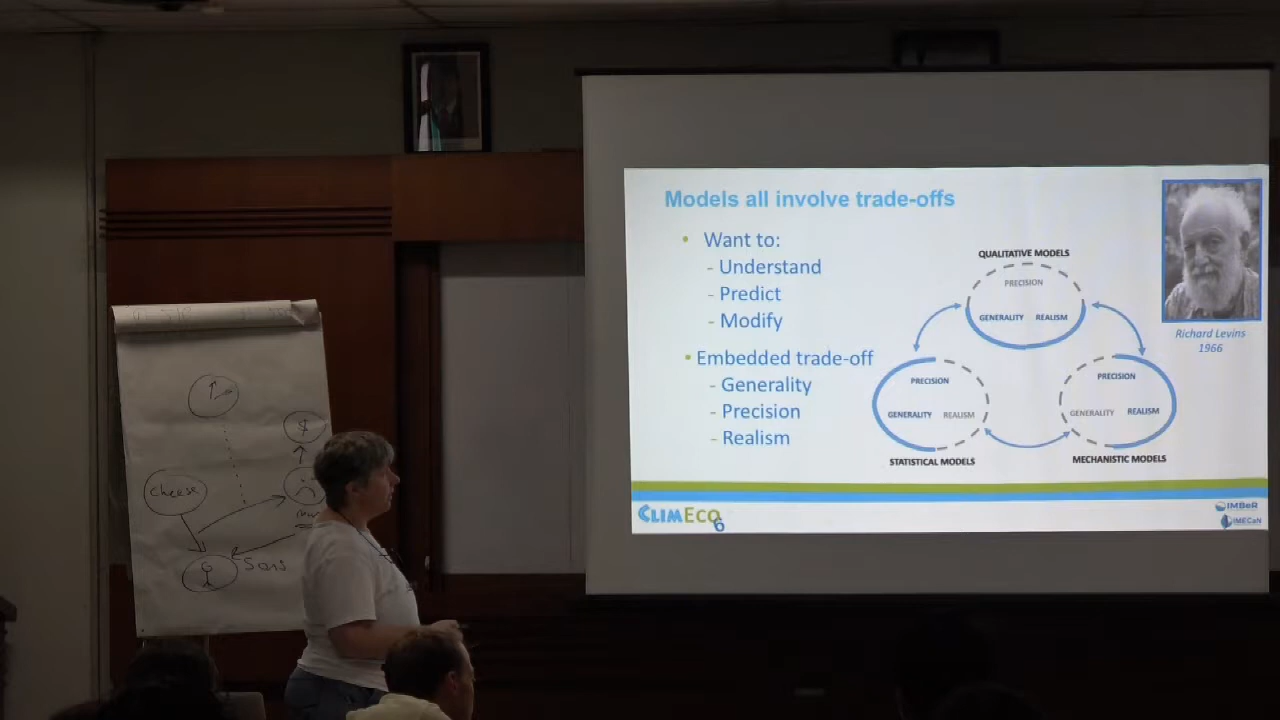 Models all involve trade-offs
• Want to:
- Understand
- Predict
- Modify
• Embedded trade-off
- Generality
- Precision
- Realism
QUALITATIVE MODELS
PRECISION
GENERALITY REALISM
PRECISION
GENERALITY REALISM
STATISTICAL MODELS
PRECISION
GENERALITY REALISM
MECHANISTIC MODELS
Richard Levins
1966
CLIMECO
6
IMBeR
IMECaN
$
Cheese
Sons